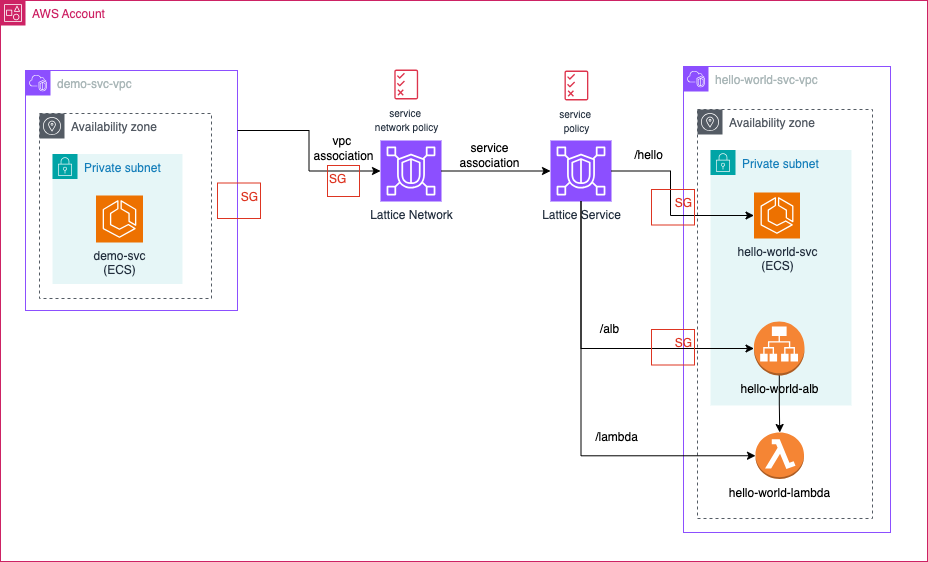 AWS Account
demo-svc-vpc
Availability zone
Private subnet
demo-svc
(ECS)
SG
vpc
association
SG
service
network policy
Lattice Network
service
association
service
policy
Lattice Service
/hello
SG
/alb
SG
/lambda
hello-world-svc-vpc
Availability zone
Private subnet
hello-world-svc
(ECS)
hello-world-alb
hello-world-lambda